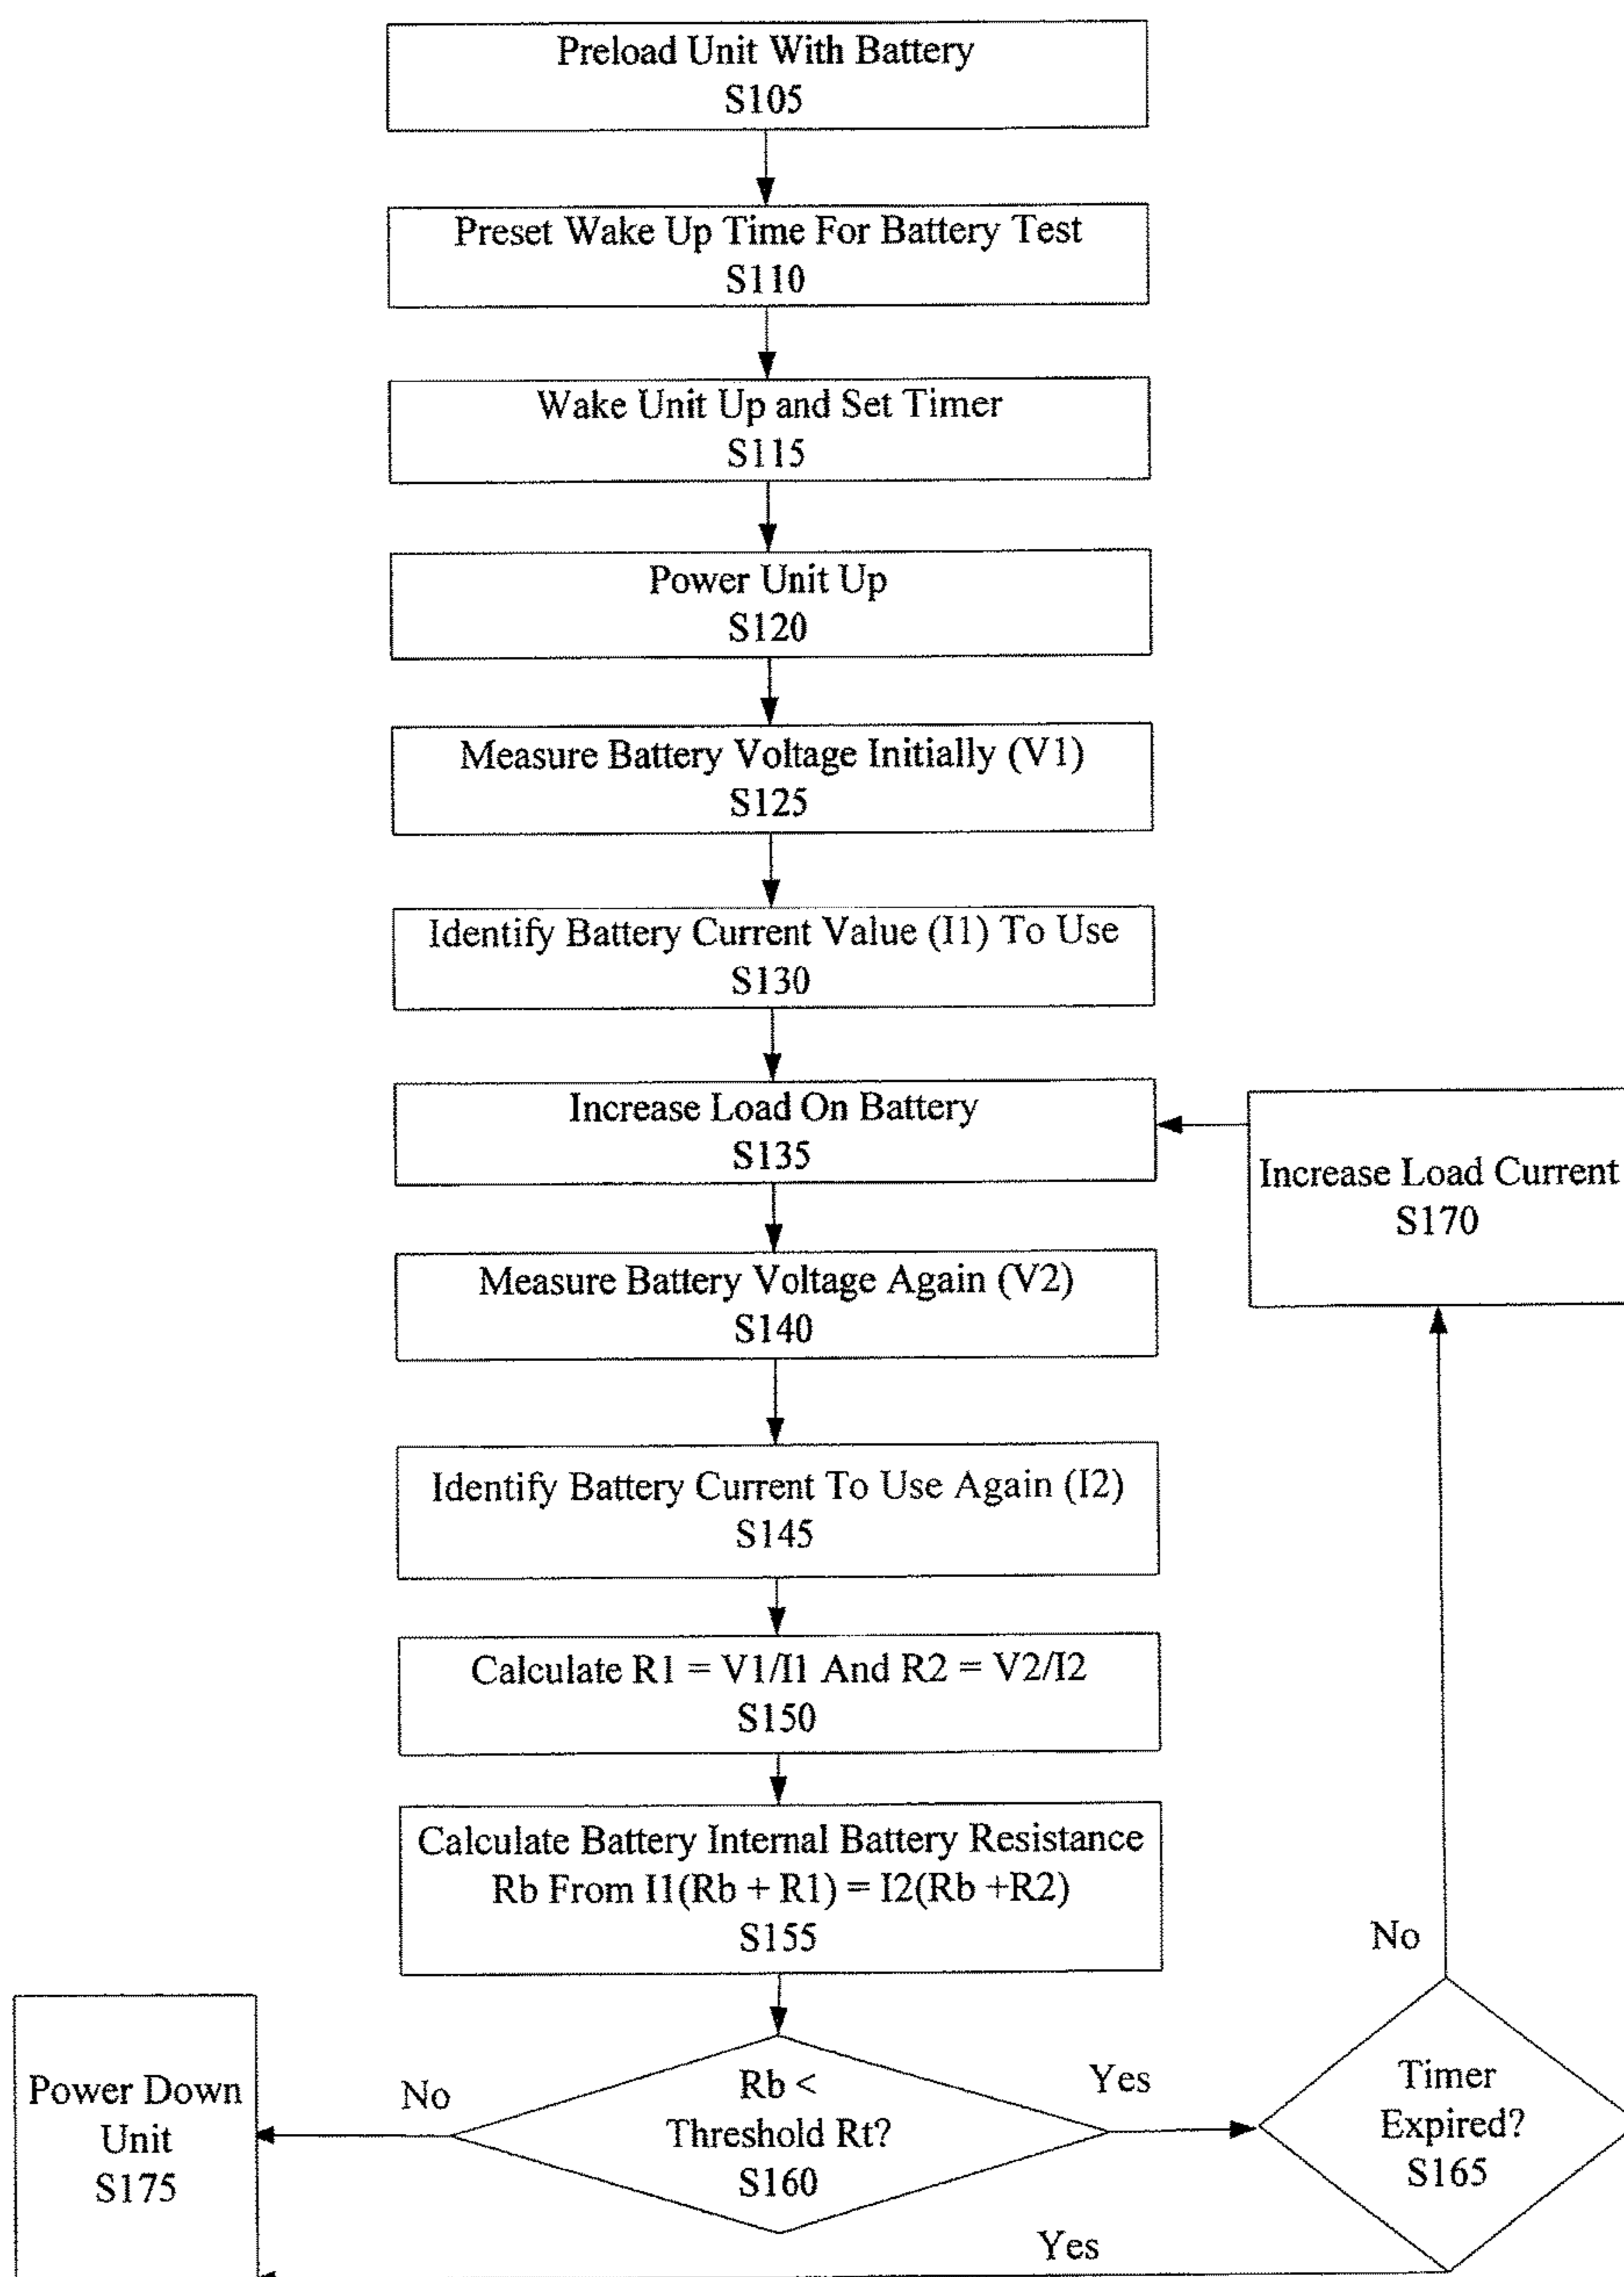 Preload Unit With Battery
S105
Preset Wake Up Time For Battery Test
S110
Wake Unit Up and Set Timer
S115
Power Unit Up
S120
Measure Battery Voltage Initially (V1)
S125
Identify Battery Current Value (I1) To Use
S130
Increase Load On Battery
S135
Increase Load Current
S170
Measure Battery Voltage Again (V2)
S140
Identify Battery Current To Use Again (I2)
S145
Calculate R1 = V1/I1 And R2 = V2/I2
S150
Calculate Battery Internal Battery Resistance
Rb From I1(Rb + R1) = I2(Rb +R2)
S155
No
Power Down
Unit
S175
No
Rb <
Threshold Rt?
S160
Yes
Timer
Expired?
S165
Yes